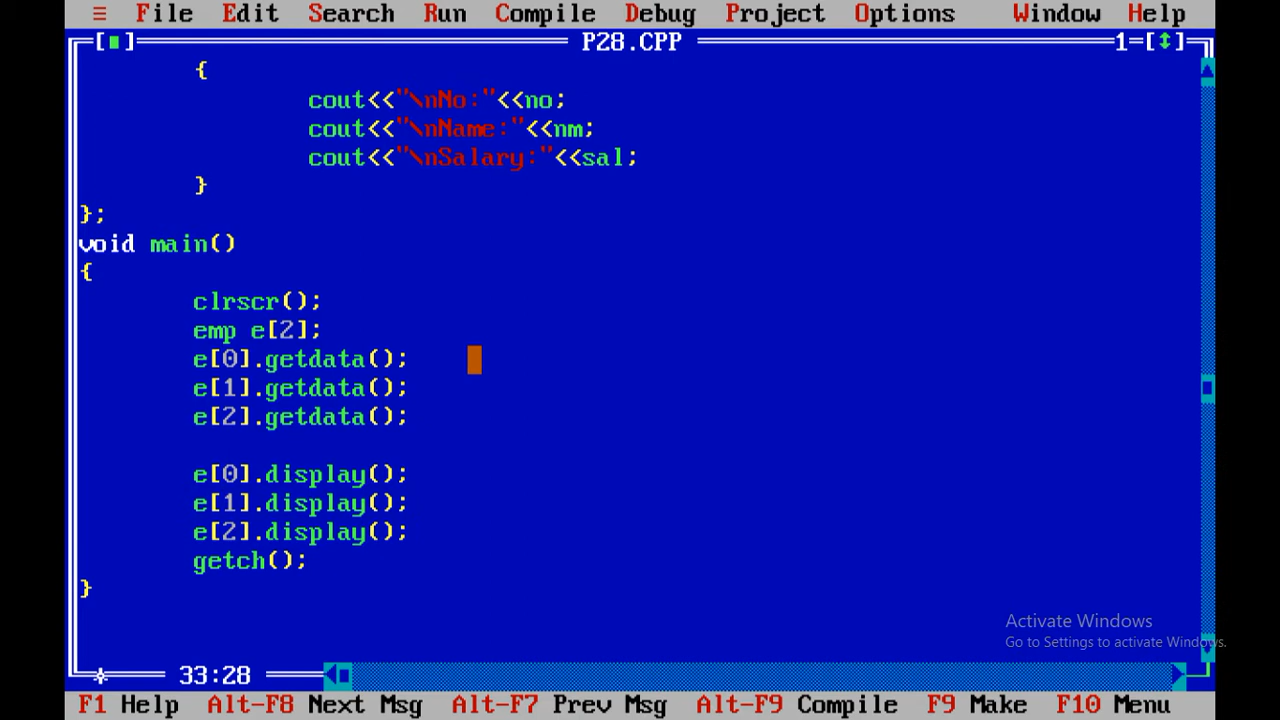 ≡ File Edit Search Run Compile Debug Project Options Window Help
[■] P28.CPP 1=[↕]
{
cout<<"\nNo:"<<no;
cout<<"\nName:"<<nm;
cout<<"\nSalary:"<<sal;
}
};
void main()
{
clrscr();
emp e[2];
e[0].getdata();
e[1].getdata();
e[2].getdata();
e[0].display();
e[1].display();
e[2].display();
getch();
}
Activate Windows
Go to Settings to activate Windows.
33:28
F1 Help Alt-F8 Next Msg Alt-F7 Prev Msg Alt-F9 Compile F9 Make F10 Menu